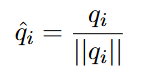 q̂ᵢ = qᵢ / ||qᵢ||